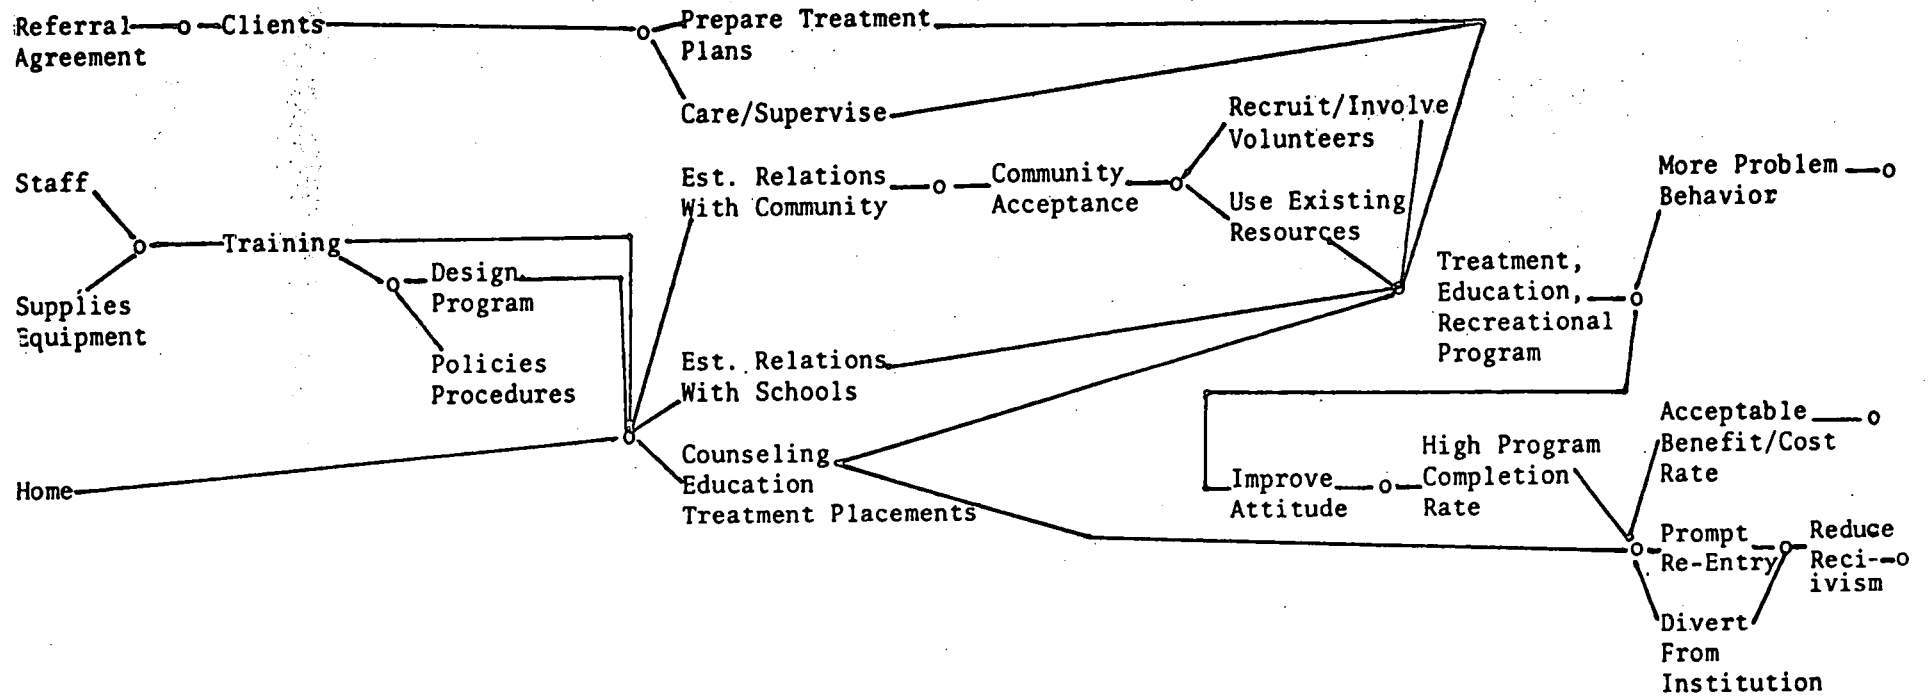 Referral
Agreement
Clients
Prepare Treatment
Plans
Care/Supervise
Recruit/Involve
Volunteers
Staff
Est. Relations
With Community
Community
Acceptance
Use Existing
Resources
More Problem
Behavior
Training
Supplies
Equipment
Design
Program
Policies
Procedures
Treatment,
Education,
Recreational
Program
Est. Relations
With Schools
Home
Counseling
Education
Treatment Placements
Improve
Attitude
High Program
Completion
Rate
Acceptable
Benefit/Cost
Rate
Prompt
Re-Entry
Reduce
Reci-
ivism
Divert
From
Institution